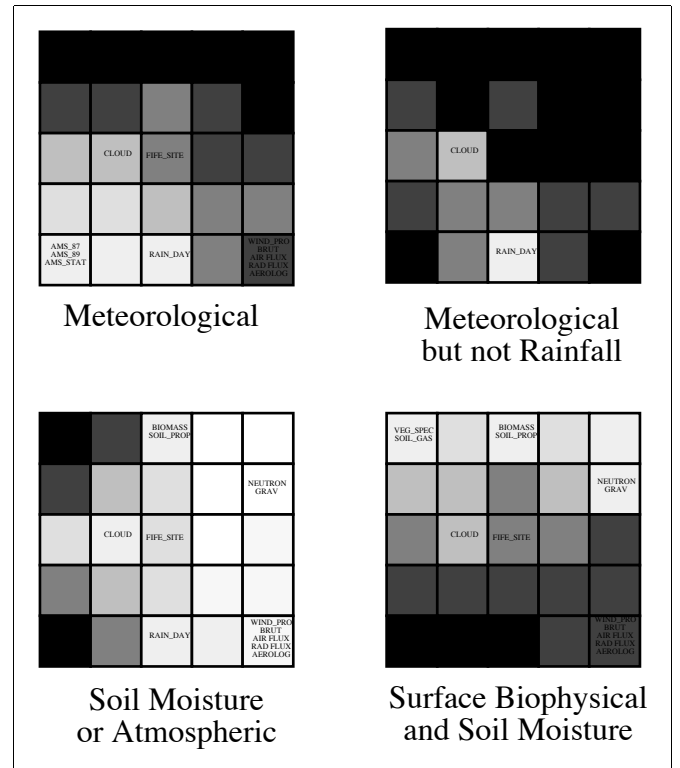 CLOUD
FIFE_SITE
AMS_87
AMS_89
AMS_STAT
RAIN_DAY
WIND_PRO
BRUT
AIR FLUX
RAD FLUX
AEROLOG
Meteorological
CLOUD
RAIN_DAY
Meteorological
but not Rainfall
BIOMASS
SOIL_PROP
NEUTRON
GRAV
CLOUD
FIFE_SITE
RAIN_DAY
WIND_PRO
BRUT
AIR FLUX
RAD FLUX
AEROLOG
Soil Moisture
or Atmospheric
VEG_SPEC
SOIL_GAS
BIOMASS
SOIL_PROP
NEUTRON
GRAV
CLOUD
FIFE_SITE
WIND_PRO
BRUT
AIR FLUX
RAD FLUX
AEROLOG
Surface Biophysical
and Soil Moisture